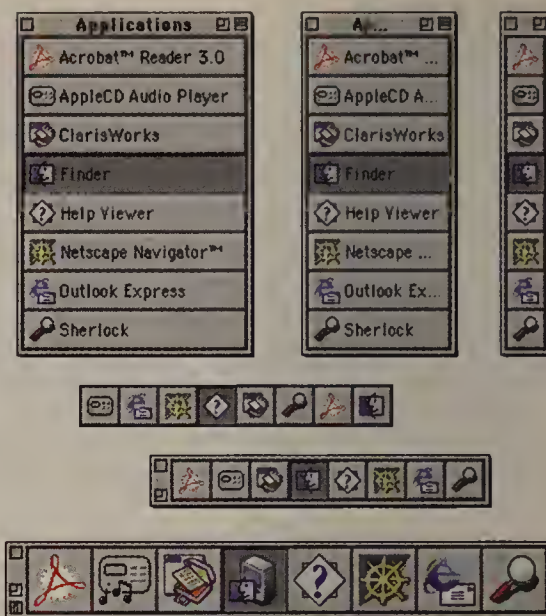 Applications
Acrobat™ Reader 3.0
AppleCD Audio Player
ClarisWorks
Finder
Help Viewer
Netscape Navigator™
Outlook Express
Sherlock
A...
Acrobat™ ...
AppleCD A...
ClarisWorks
Finder
Help Viewer
Netscape ...
Outlook Ex...
Sherlock